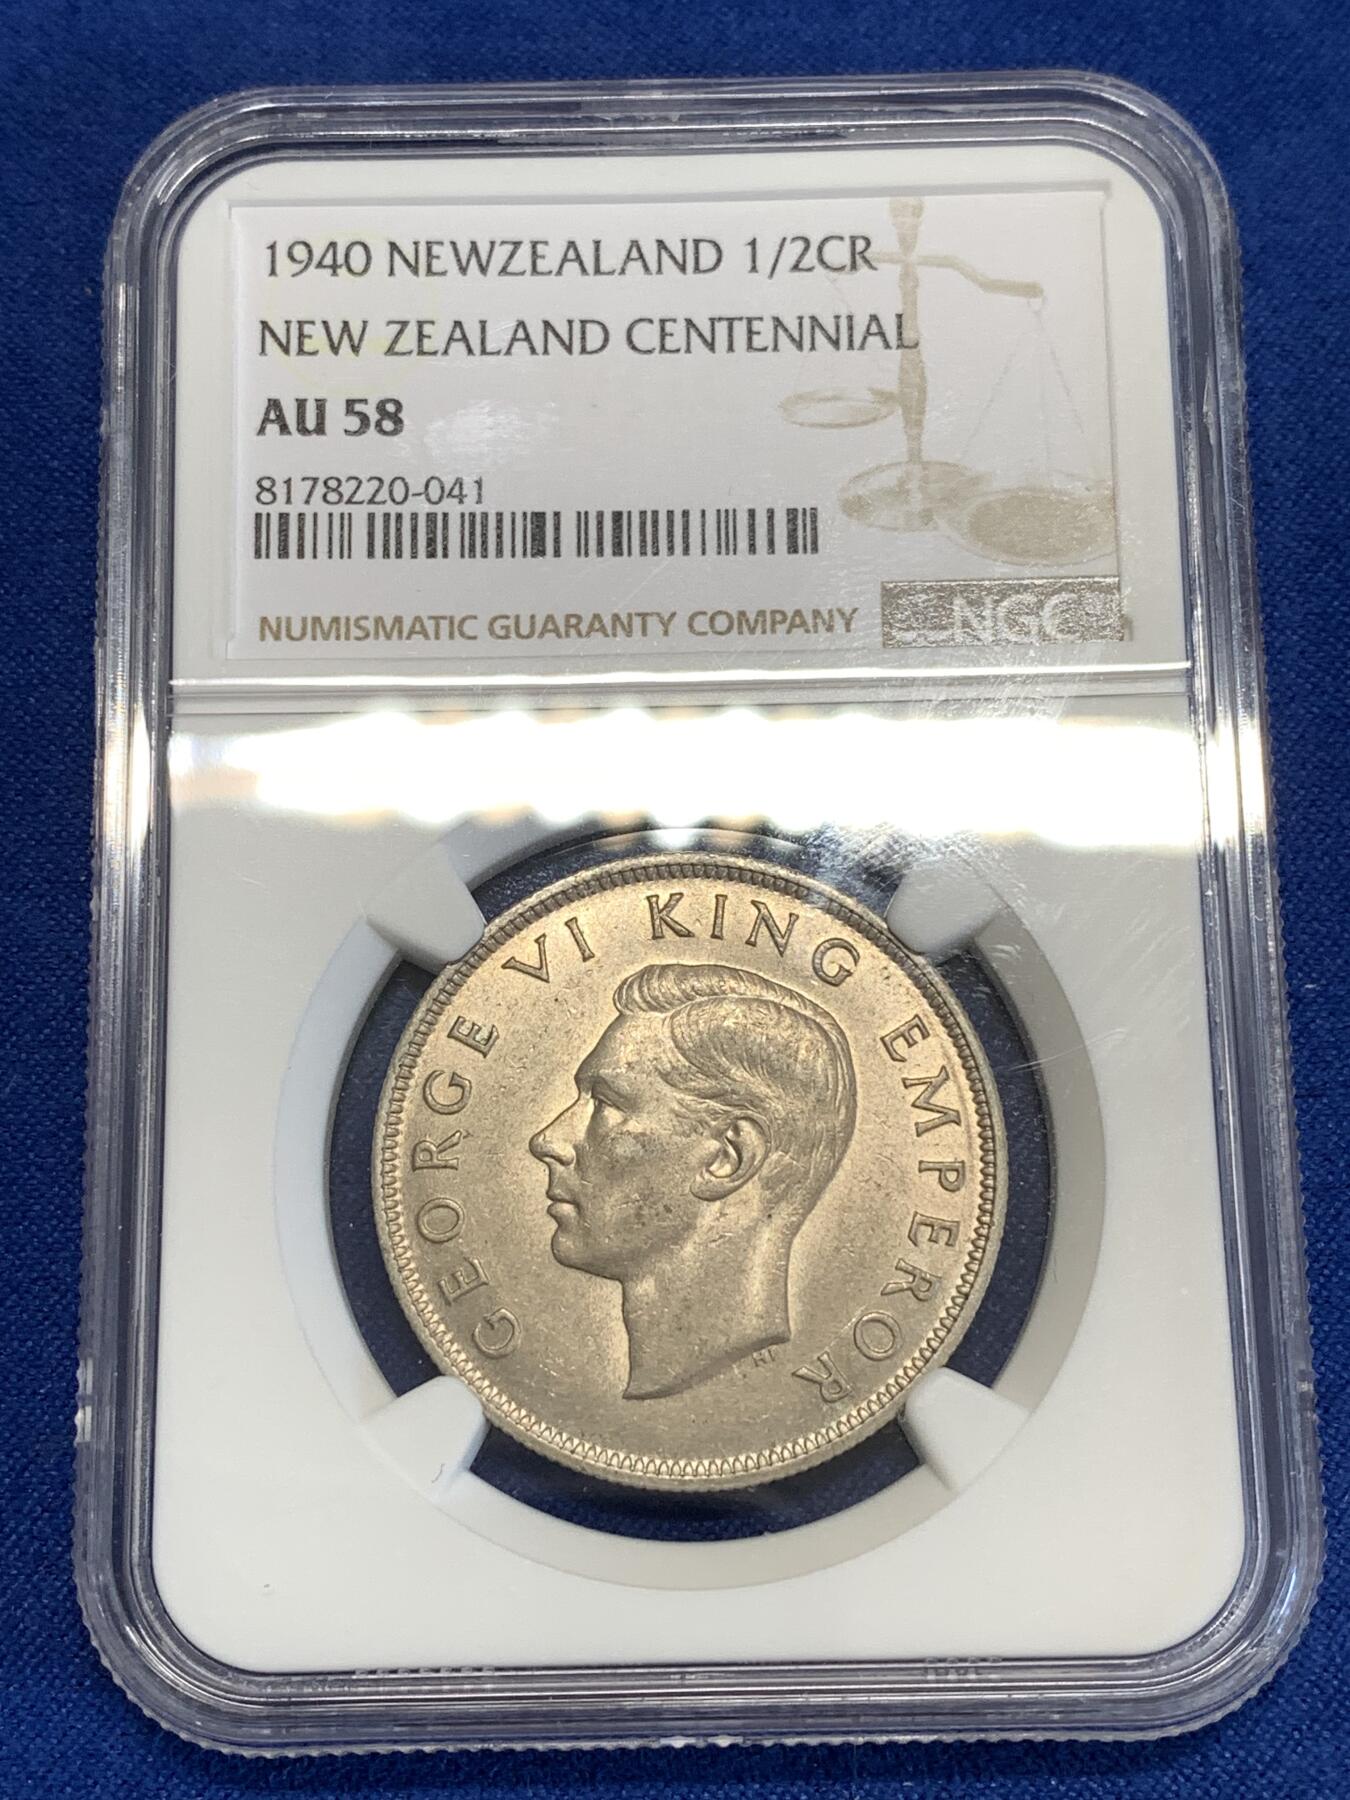 1940 NEWZEALAND 1/2CR
NEW ZEALAND CENTENNIAL
AU 58
8178220-041
NUMISMATIC GUARANTY COMPANY
NGC
GEORGE VI KING EMPEROR